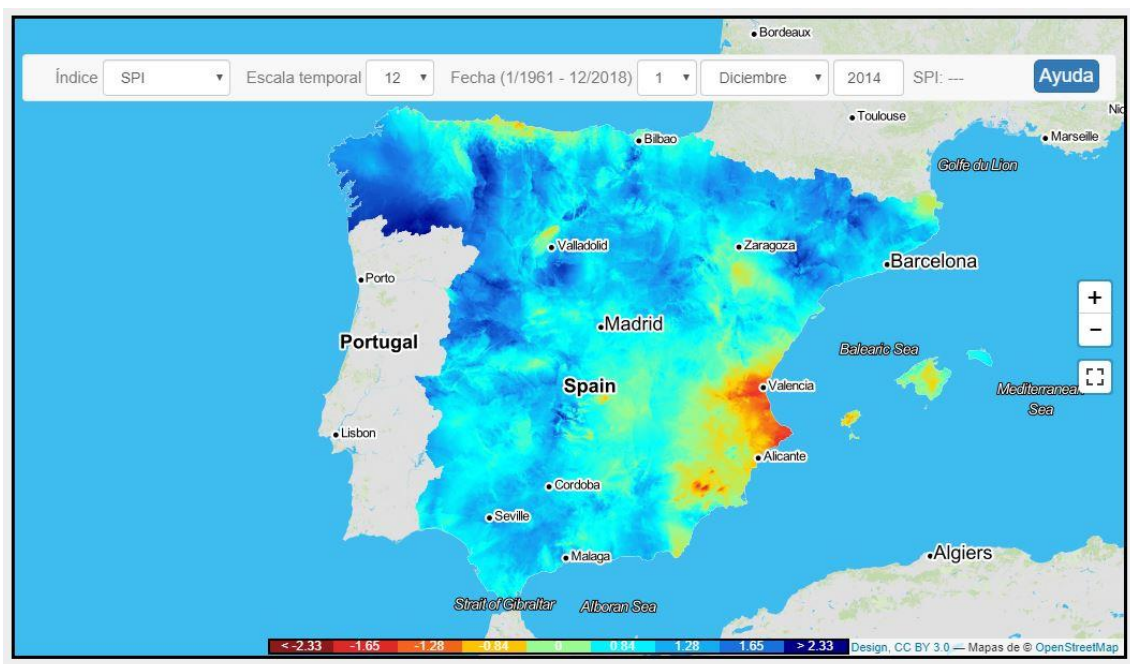 Bordeaux
Índice SPI Escala temporal 12 Fecha (1/1961 - 12/2018) 1 Diciembre 2014 SPI: --- Ayuda
Toulouse
Nic
Marseille
Bilbao
Golfe du Lion
Valladolid
Zaragoza
Barcelona
Porto
+
Madrid
−
Portugal
Balearic Sea
Spain
Valencia
Mediterranean
Sea
Lisbon
Alicante
Cordoba
Seville
Malaga
Algiers
Strait of Gibraltar
Alboran Sea
< -2.33 -1.65 -1.28 -0.84 0 0.84 1.28 1.65 > 2.33
Design, CC BY 3.0 — Mapas de © OpenStreetMap